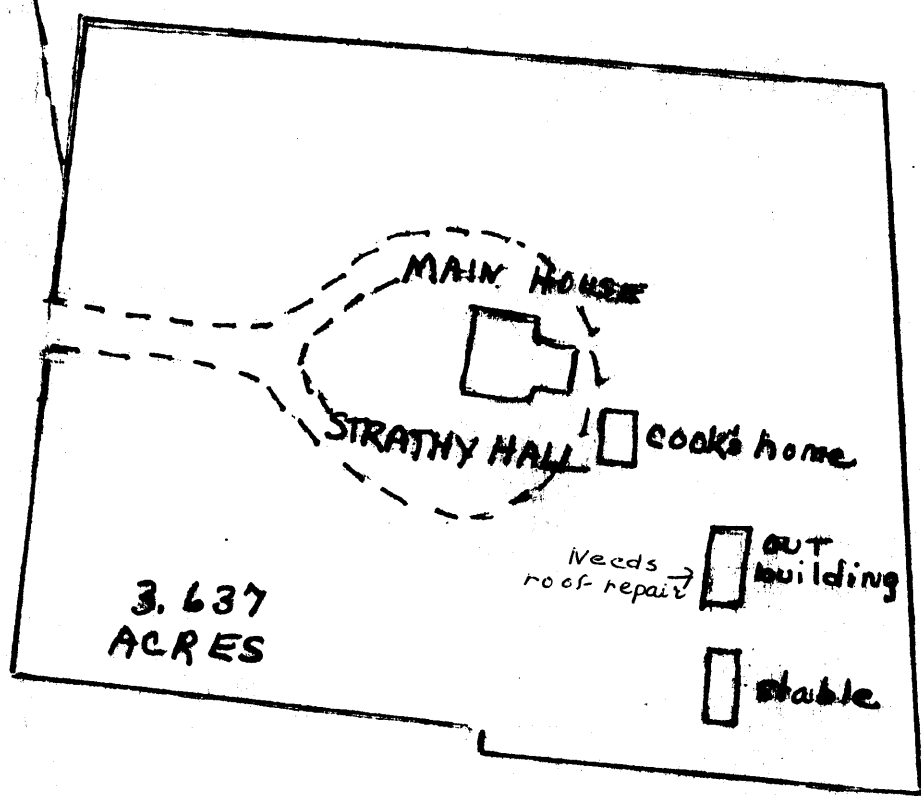 MAIN HOUSE
STRATHY HALL
cook's home
out
building
Needs
roof repair
3.637
ACRES
stable